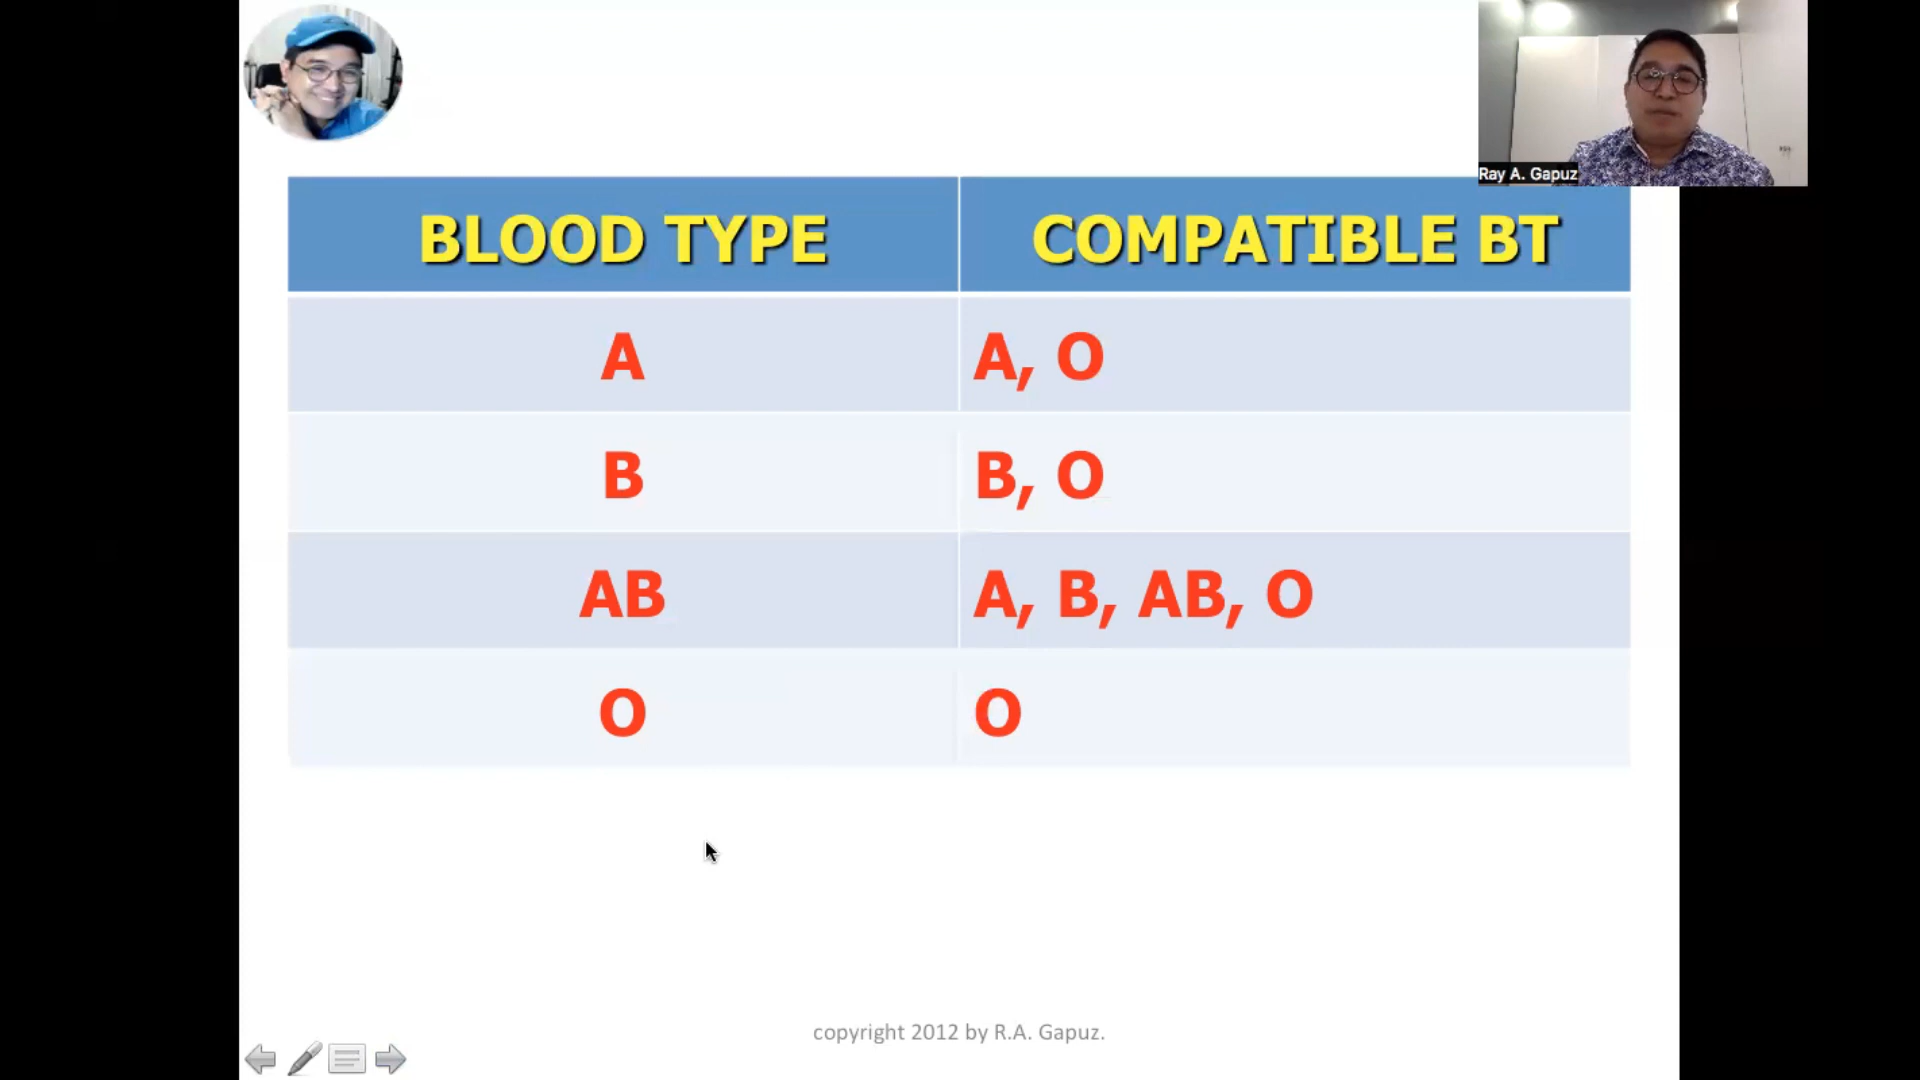 Ray A. Gapuz
BLOOD TYPE COMPATIBLE BT
A A, O
B B, O
AB A, B, AB, O
O O
copyright 2012 by R.A. Gapuz.